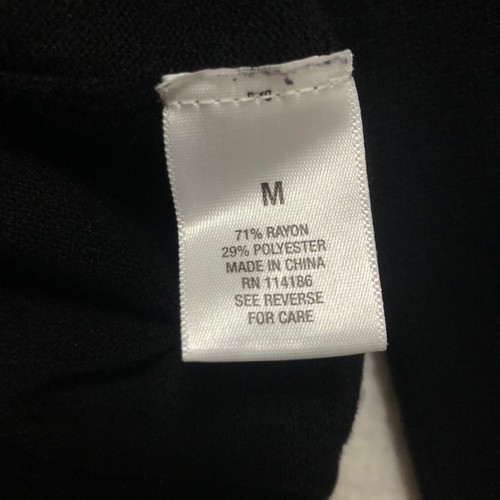 M
71% RAYON
29% POLYESTER
MADE IN CHINA
RN 114186
SEE REVERSE
FOR CARE